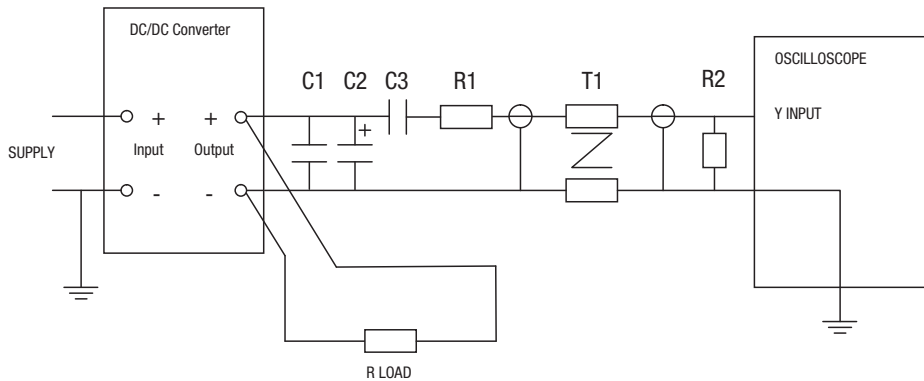 DC/DC Converter
OSCILLOSCOPE
C1 C2 C3 R1 T1 R2
+ + + Y INPUT
SUPPLY Input Output
- -
R LOAD